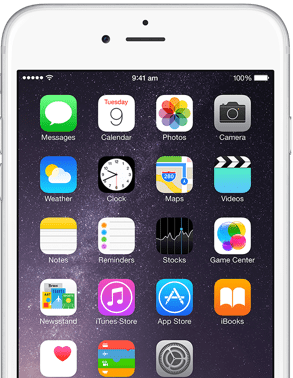 9:41 am 100%
Tuesday
9
Messages Calendar Photos Camera
280
Weather Clock Maps Videos
Notes Reminders Stocks Game Center
Newsstand iTunes Store App Store iBooks